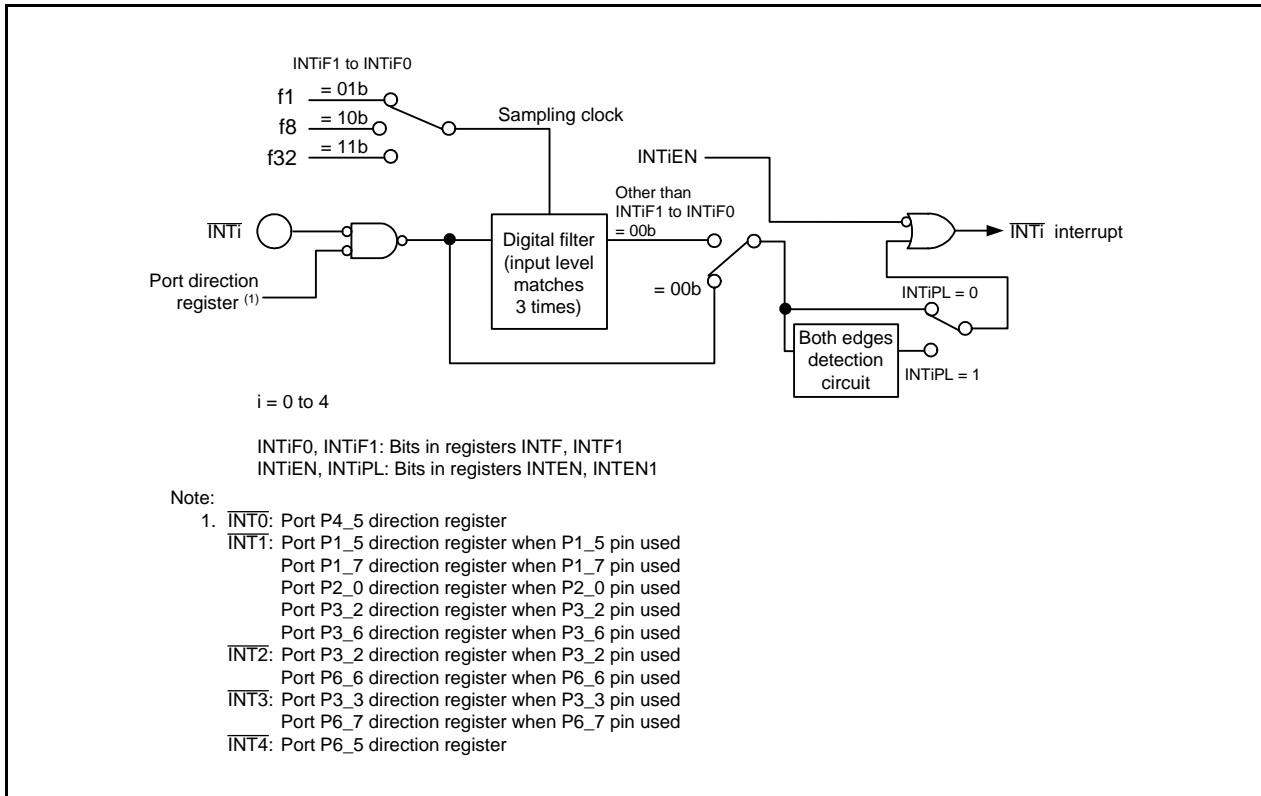 INTiF1 to INTiF0
f1 = 01b
f8 = 10b
f32 = 11b
Sampling clock
INTiEN
Other than
INTiF1 to INTiF0
= 00b
INTi
Digital filter
(input level
matches
3 times)
INTi interrupt
Port direction
register (1)
= 00b
INTiPL = 0
Both edges
detection
circuit
INTiPL = 1
i = 0 to 4
INTiF0, INTiF1: Bits in registers INTF, INTF1
INTiEN, INTiPL: Bits in registers INTEN, INTEN1
Note:
1. INT0: Port P4_5 direction register
INT1: Port P1_5 direction register when P1_5 pin used
Port P1_7 direction register when P1_7 pin used
Port P2_0 direction register when P2_0 pin used
Port P3_2 direction register when P3_2 pin used
Port P3_6 direction register when P3_6 pin used
INT2: Port P3_2 direction register when P3_2 pin used
Port P6_6 direction register when P6_6 pin used
INT3: Port P3_3 direction register when P3_3 pin used
Port P6_7 direction register when P6_7 pin used
INT4: Port P6_5 direction register